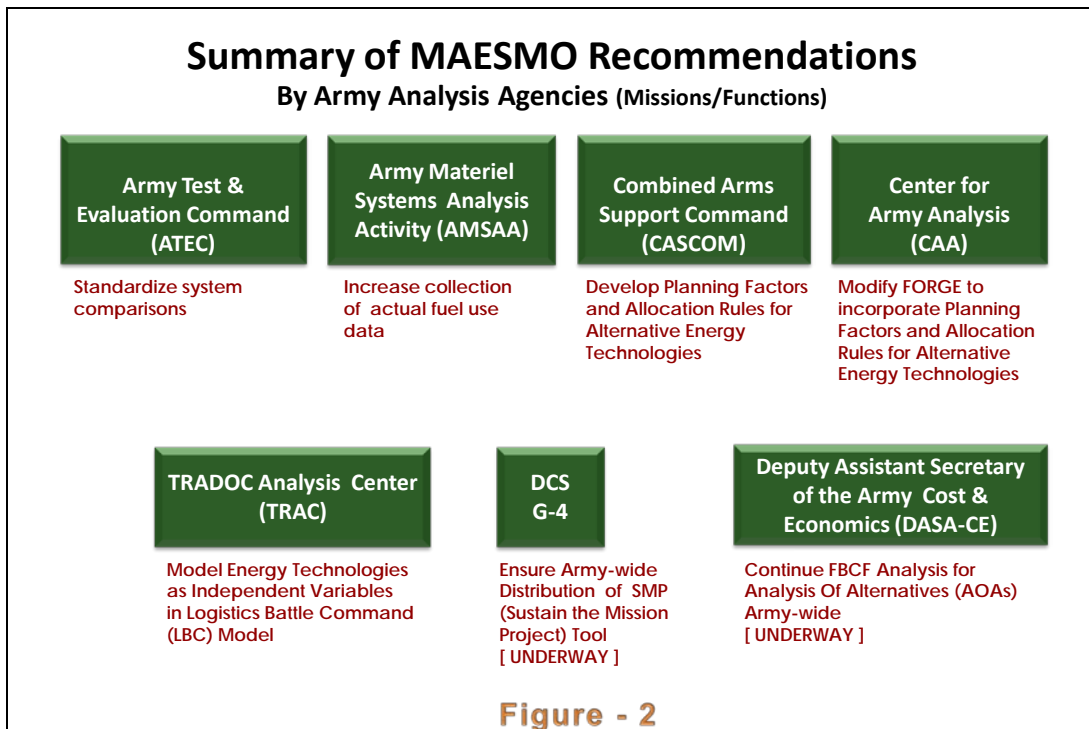 Summary of MAESMO Recommendations
By Army Analysis Agencies (Missions/Functions)
Army Test &
Evaluation Command
(ATEC)
Standardize system
comparisons
Army Materiel
Systems Analysis
Activity (AMSAA)
Increase collection
of actual fuel use
data
Combined Arms
Support Command
(CASCOM)
Develop Planning Factors
and Allocation Rules for
Alternative Energy
Technologies
Center for
Army Analysis
(CAA)
Modify FORGE to
incorporate Planning
Factors and Allocation
Rules for Alternative
Energy Technologies
TRADOC Analysis Center
(TRAC)
Model Energy Technologies
as Independent Variables
in Logistics Battle Command
(LBC) Model
DCS
G-4
Ensure Army-wide
Distribution of SMP
(Sustain the Mission
Project) Tool
[ UNDERWAY ]
Deputy Assistant Secretary
of the Army Cost &
Economics (DASA-CE)
Continue FBCF Analysis for
Analysis Of Alternatives (AOAs)
Army-wide
[ UNDERWAY ]
Figure - 2